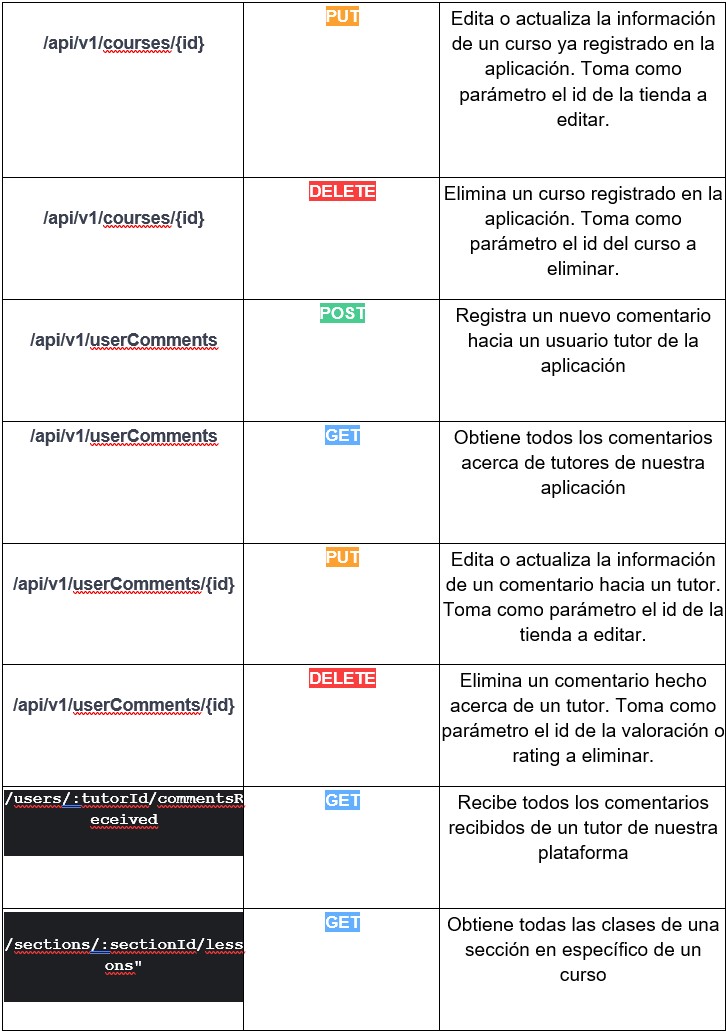 /api/v1/courses/{id}
PUT
Edita o actualiza la información
de un curso ya registrado en la
aplicación. Toma como
parámetro el id de la tienda a
editar.
/api/v1/courses/{id}
DELETE
Elimina un curso registrado en la
aplicación. Toma como
parámetro el id del curso a
eliminar.
/api/v1/userComments
POST
Registra un nuevo comentario
hacia un usuario tutor de la
aplicación
/api/v1/userComments
GET
Obtiene todos los comentarios
acerca de tutores de nuestra
aplicación
/api/v1/userComments/{id}
PUT
Edita o actualiza la información
de un comentario hacia un tutor.
Toma como parámetro el id de la
tienda a editar.
/api/v1/userComments/{id}
DELETE
Elimina un comentario hecho
acerca de un tutor. Toma como
parámetro el id de la valoración o
rating a eliminar.
/users/:tutorId/commentsR
eceived
GET
Recibe todos los comentarios
recibidos de un tutor de nuestra
plataforma
/sections/:sectionId/less
ons"
GET
Obtiene todas las clases de una
sección en específico de un
curso